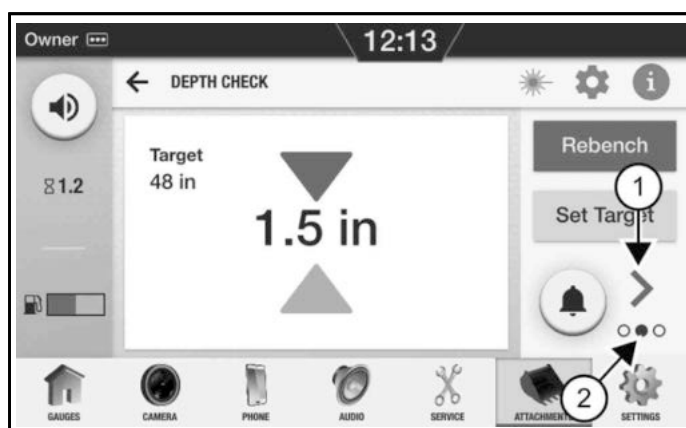 Owner
12:13
DEPTH CHECK
Target
48 in
1.5 in
1.2
Rebench
Set Target
1
2
GAUGES
CAMERA
PHONE
AUDIO
SERVICE
ATTACHMENTS
SETTINGS